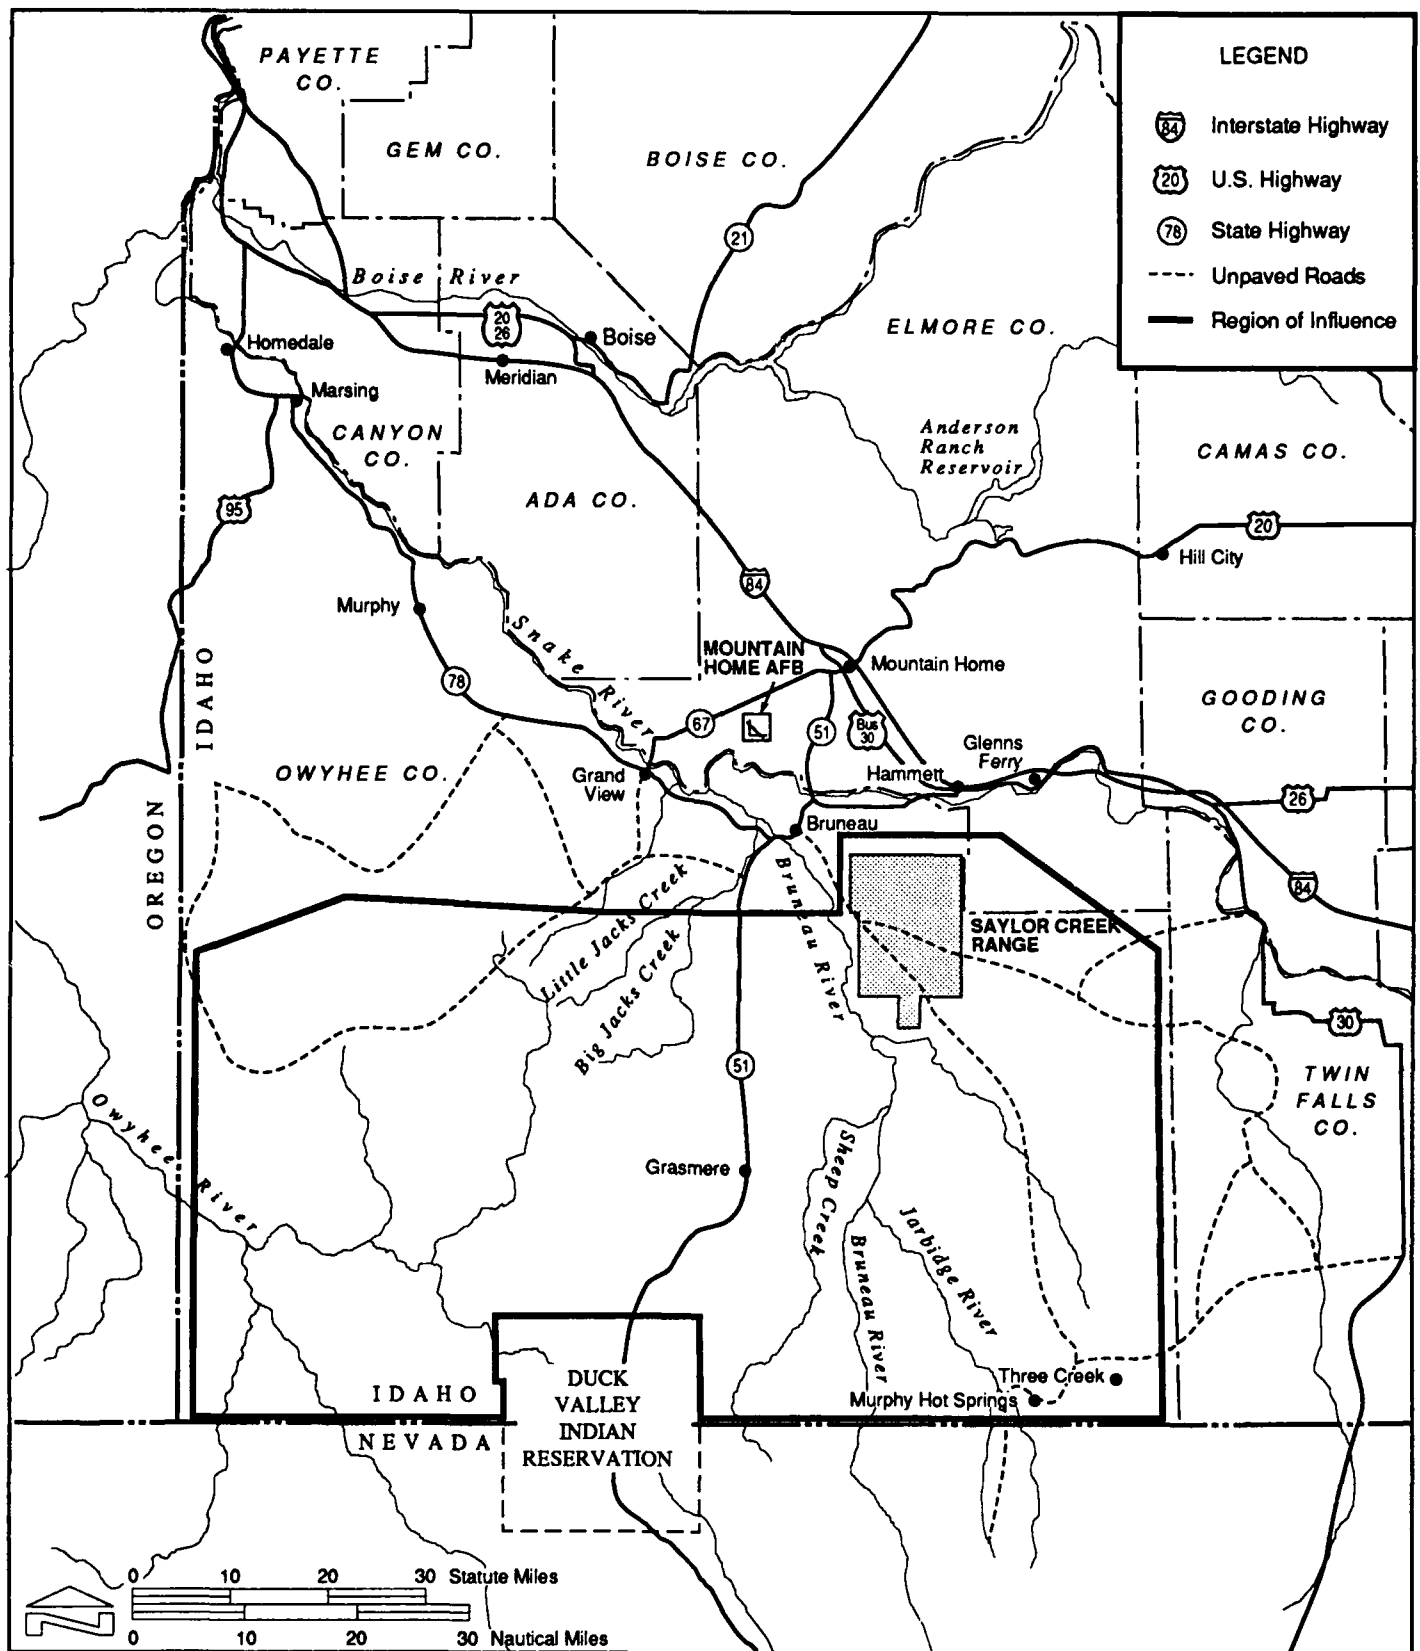 PAYETTE
CO.
GEM CO.
BOISE CO.
LEGEND
84 Interstate Highway
20 U.S. Highway
78 State Highway
Unpaved Roads
Region of Influence
21
Boise River
20
26
Boise
ELMORE CO.
Homedale
Meridian
Marsing
CANYON
CO.
Anderson
Ranch
Reservoir
CAMAS CO.
ADA CO.
95
20
Hill City
84
Murphy
Snake River
MOUNTAIN
HOME AFB
Mountain Home
IDAHO
78
67
51
Bus
30
GOODING
CO.
Glenns
Ferry
OWYHEE CO.
Grand
View
Hammett
26
OREGON
Bruneau
84
Little Jacks Creek
Bruneau River
SAYLOR CREEK
RANGE
Big Jacks Creek
30
51
TWIN
FALLS
CO.
Owyhee River
Grasmere
Sheep Creek
Jarbidge River
Bruneau River
Three Creek
Murphy Hot Springs
IDAHO
NEVADA
DUCK
VALLEY
INDIAN
RESERVATION
0 10 20 30 Statute Miles
N
0 10 20 30 Nautical Miles